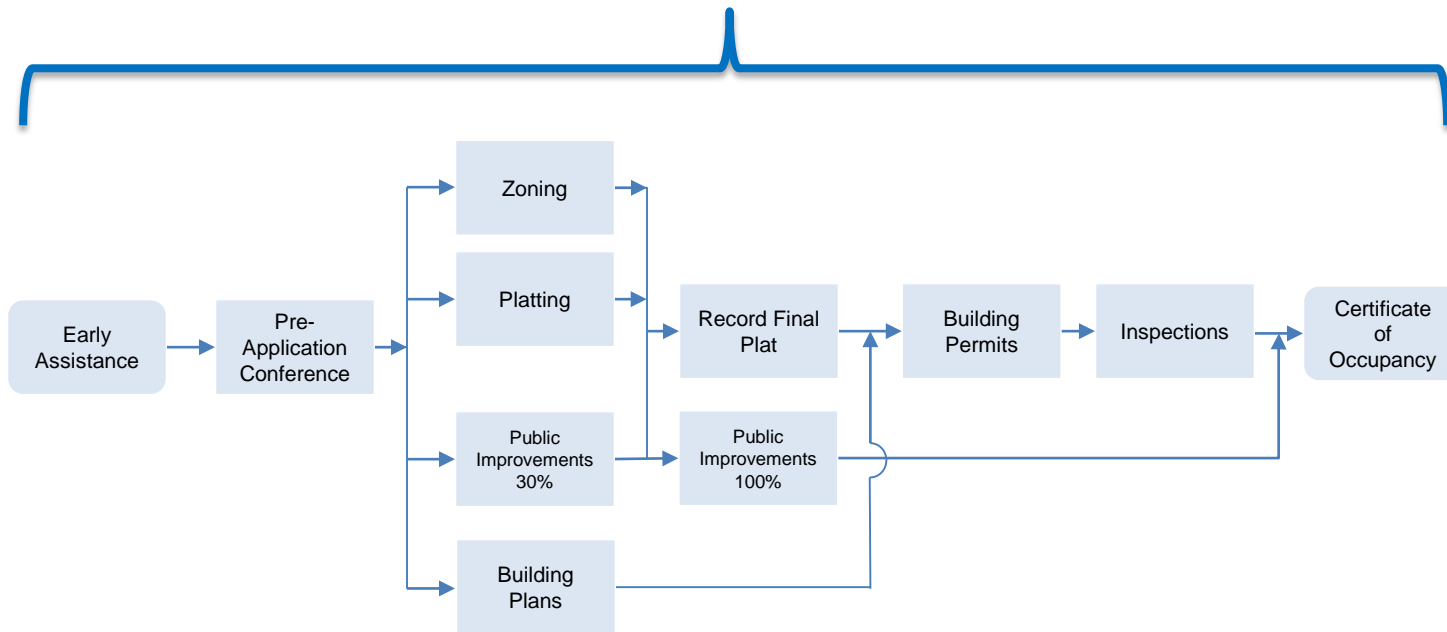 Zoning
Platting
Early
Assistance
Pre-
Application
Conference
Record Final
Plat
Building
Permits
Inspections
Certificate
of
Occupancy
Public
Improvements
30%
Public
Improvements
100%
Building
Plans